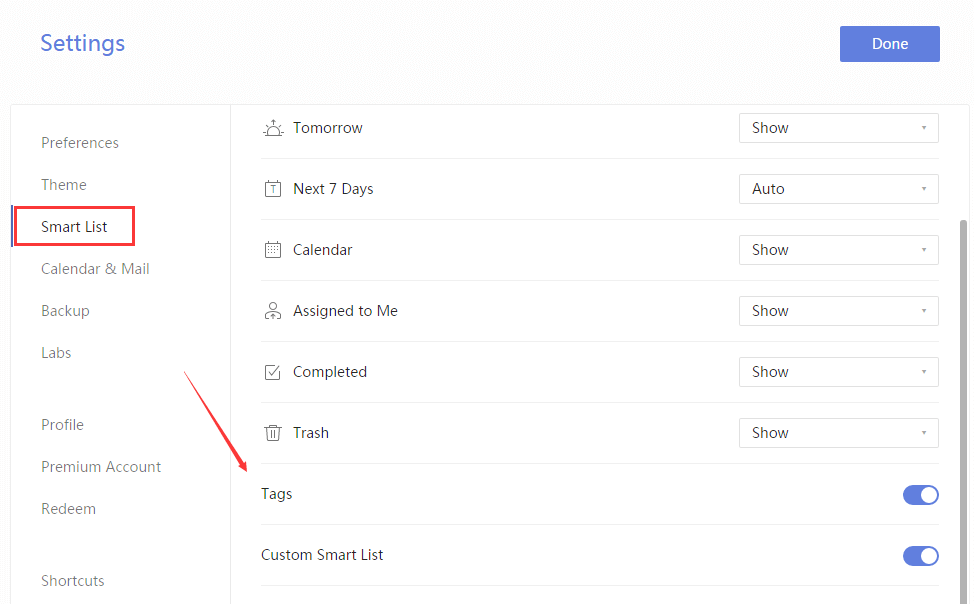 Settings
Done
Preferences
Theme
Smart List
Calendar & Mail
Backup
Labs
Profile
Premium Account
Redeem
Shortcuts
Tomorrow Show
T Next 7 Days Auto
Calendar Show
Assigned to Me Show
Completed Show
Trash Show
Tags
Custom Smart List